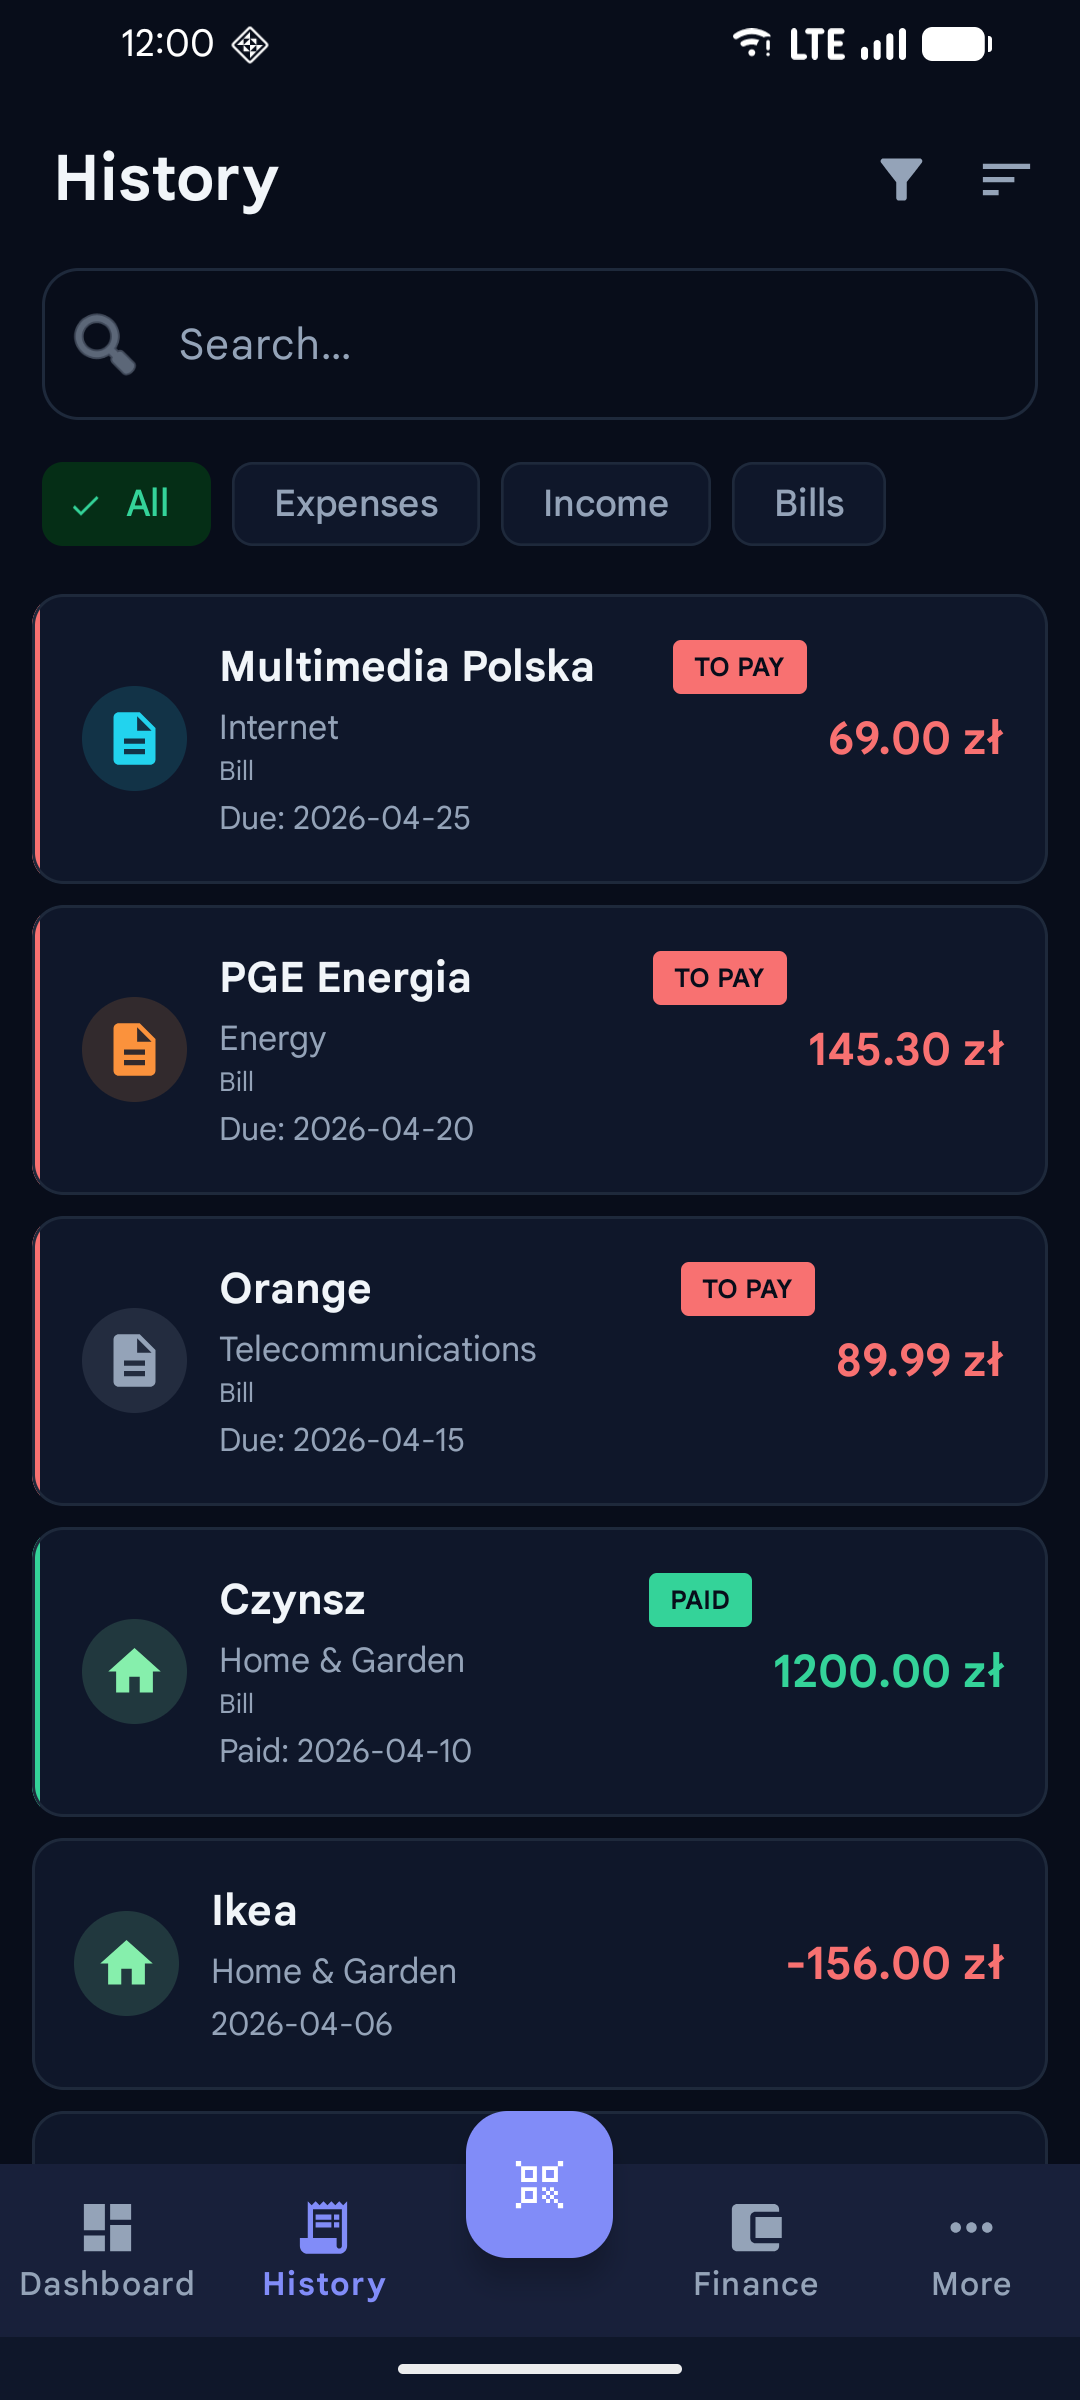 12:00
LTE
History
Search...
All
Expenses
Income
Bills
Multimedia Polska
TO PAY
Internet
69.00 zł
Bill
Due: 2026-04-25
PGE Energia
TO PAY
Energy
145.30 zł
Bill
Due: 2026-04-20
Orange
TO PAY
Telecommunications
89.99 zł
Bill
Due: 2026-04-15
Czynsz
PAID
Home & Garden
1200.00 zł
Bill
Paid: 2026-04-10
Ikea
Home & Garden
-156.00 zł
2026-04-06
Dashboard
History
Finance
More